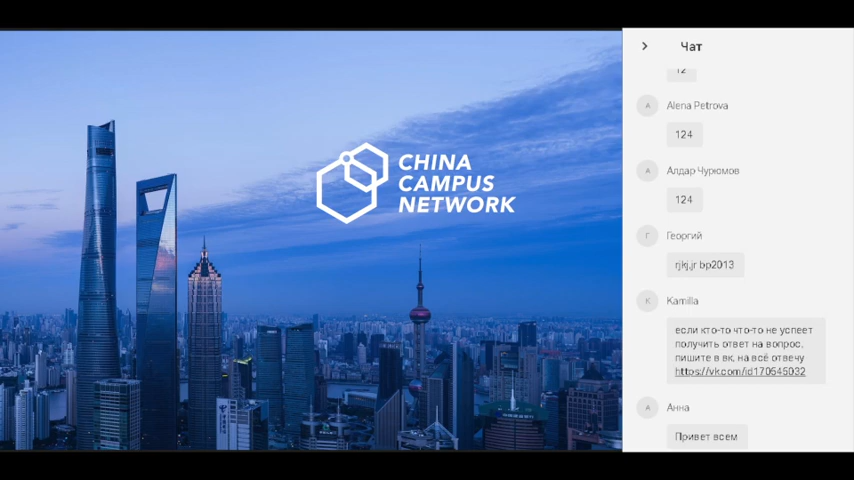 CHINA
CAMPUS
NETWORK
Чат
12
A
Alena Petrova
124
А
Алдар Чурюмов
124
Г
Георгий
rjkj,jr bp2013
K
Kamilla
если кто-то что-то не успеет
получить ответ на вопрос,
пишите в вк, на всё отвечу
https://vk.com/id170545032
А
Анна
Привет всем